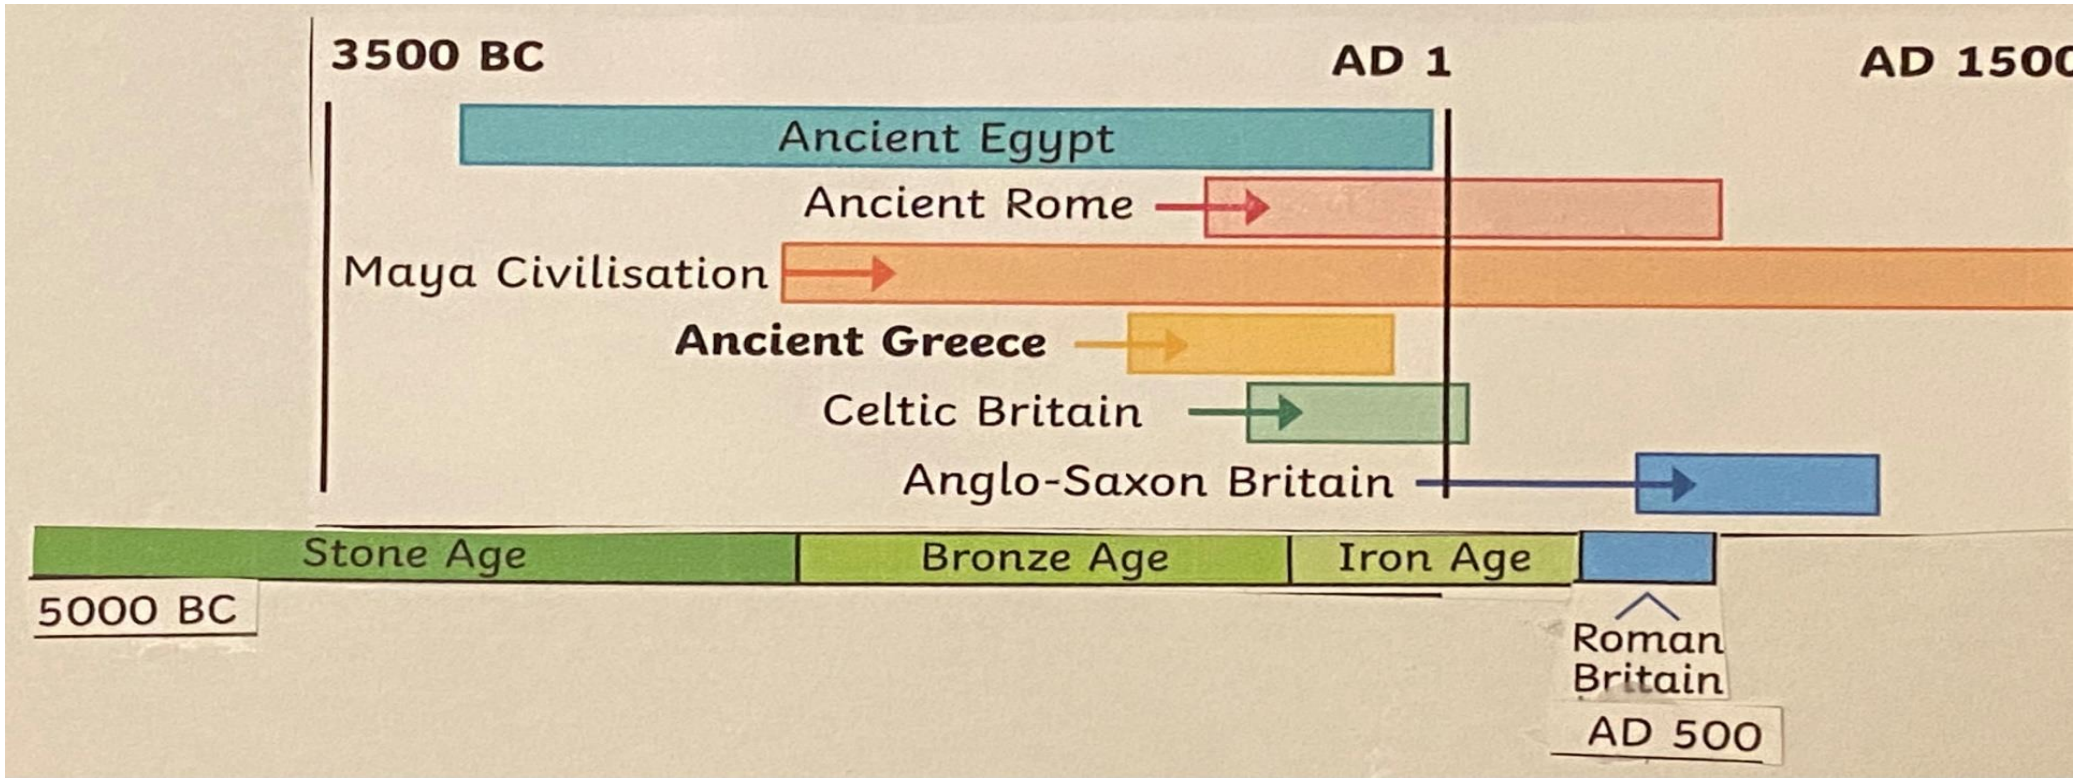 3500 BC AD 1 AD 1500
Ancient Egypt
Ancient Rome
Maya Civilisation
Ancient Greece
Celtic Britain
Anglo-Saxon Britain
Stone Age Bronze Age Iron Age
5000 BC
Roman
Britain
AD 500